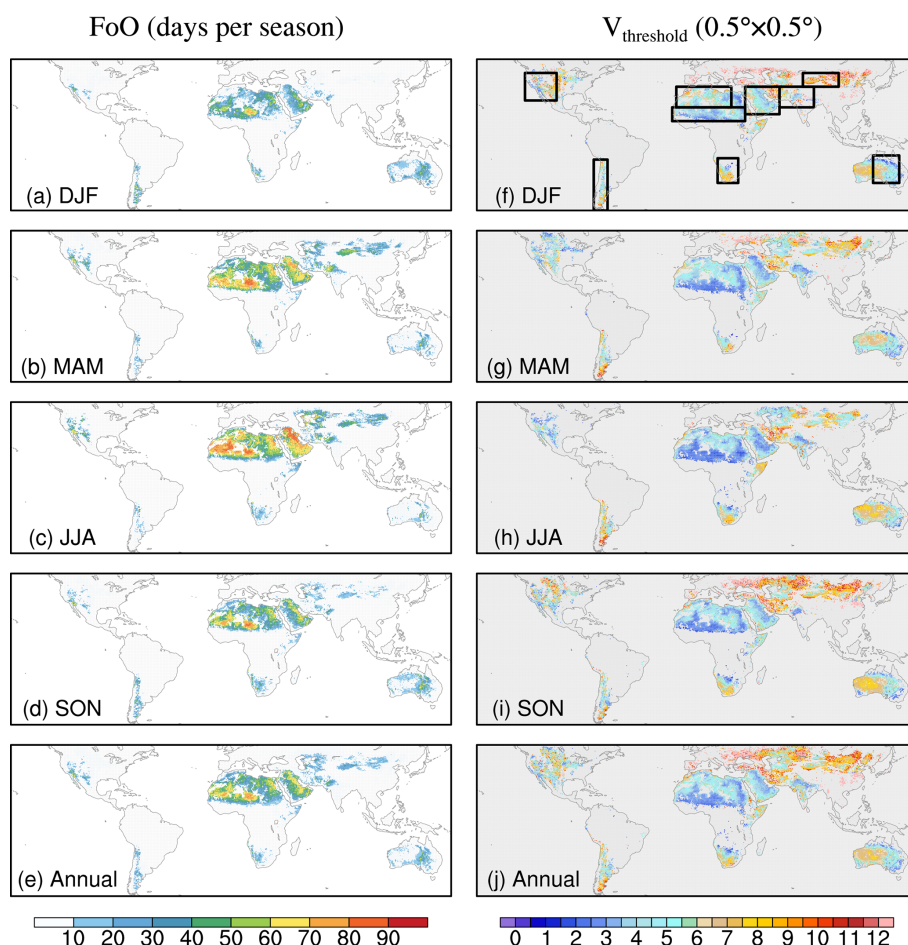 FoO (days per season)
V_threshold (0.5°×0.5°)
(a) DJF
(f) DJF
(b) MAM
(g) MAM
(c) JJA
(h) JJA
(d) SON
(i) SON
(e) Annual
(j) Annual
10 20 30 40 50 60 70 80 90
0 1 2 3 4 5 6 7 8 9 10 11 12